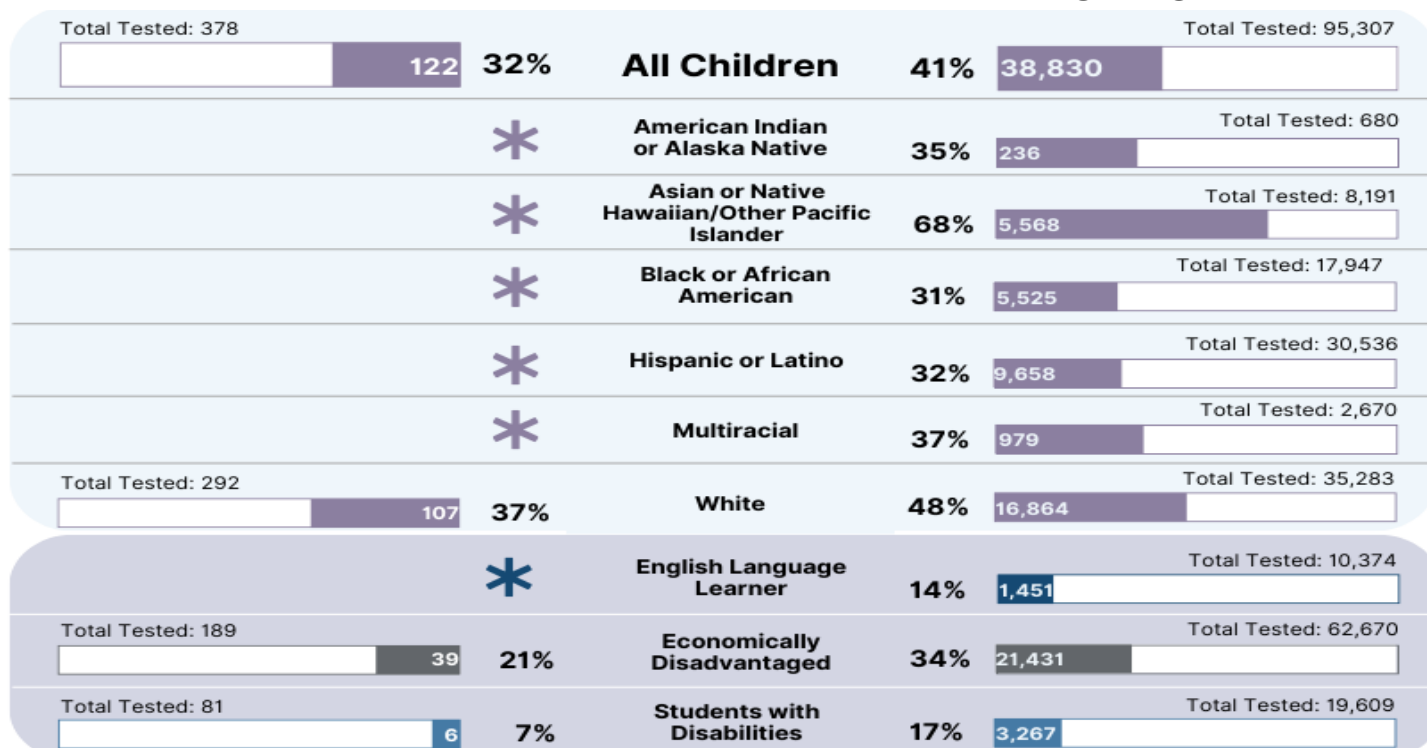 Total Tested: 378
122 32% All Children 41% 38,830
Total Tested: 95,307
* American Indian
or Alaska Native 35% 236
Total Tested: 680
* Asian or Native
Hawaiian/Other Pacific
Islander 68% 5,568
Total Tested: 8,191
* Black or African
American 31% 5,525
Total Tested: 17,947
* Hispanic or Latino 32% 9,658
Total Tested: 30,536
* Multiracial 37% 979
Total Tested: 2,670
Total Tested: 292
107 37% White 48% 16,864
Total Tested: 35,283
* English Language
Learner 14% 1,451
Total Tested: 10,374
Total Tested: 189
39 21% Economically
Disadvantaged 34% 21,431
Total Tested: 62,670
Total Tested: 81
6 7% Students with
Disabilities 17% 3,267
Total Tested: 19,609